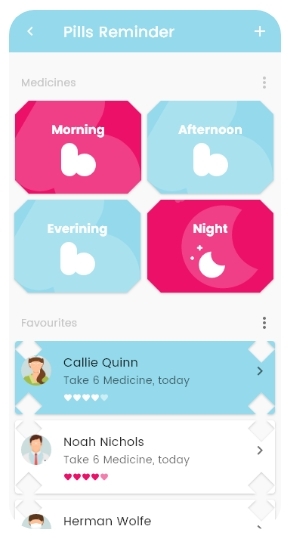 Pills Reminder
Medicines
Morning
Afternoon
Everining
Night
Favourites
Callie Quinn
Take 6 Medicine, today
Noah Nichols
Take 6 Medicine, today
Herman Wolfe